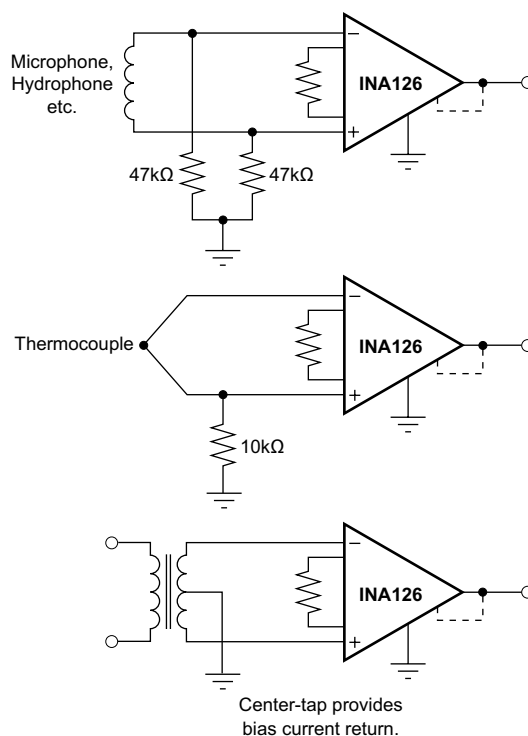 Microphone,
Hydrophone
etc.
−
INA126
+
47kΩ 47kΩ
Thermocouple
−
INA126
+
10kΩ
−
INA126
+
Center-tap provides
bias current return.